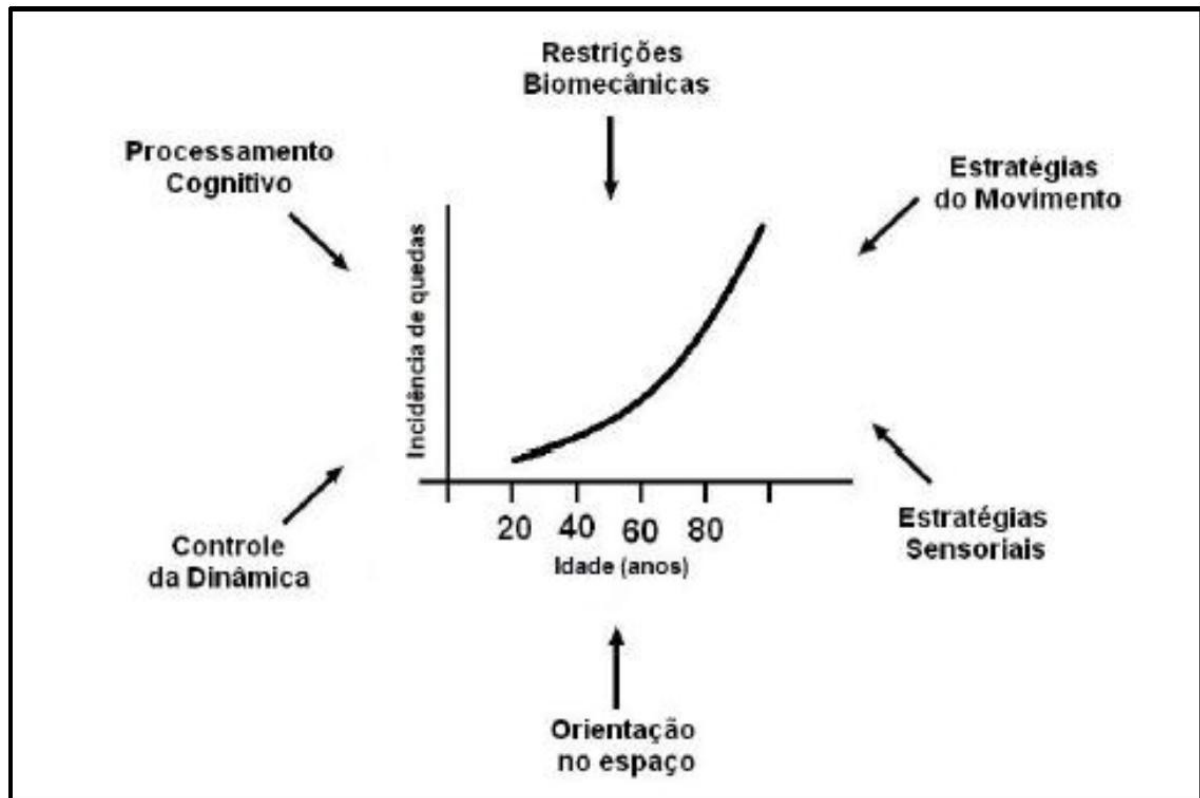 Restrições
Biomecânicas
Processamento
Cognitivo
Estratégias
do Movimento
Incidência de quedas
20 40 60 80
Idade (anos)
Controle
da Dinâmica
Estratégias
Sensoriais
Orientação
no espaço